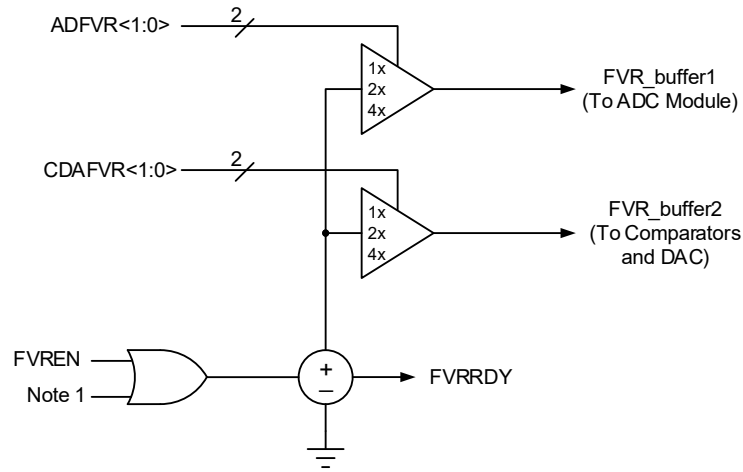 ADFVR<1:0>
2
1x
2x
4x
FVR_buffer1
(To ADC Module)
CDAFVR<1:0>
2
1x
2x
4x
FVR_buffer2
(To Comparators
and DAC)
+
_
FVREN
Note 1
FVRRDY